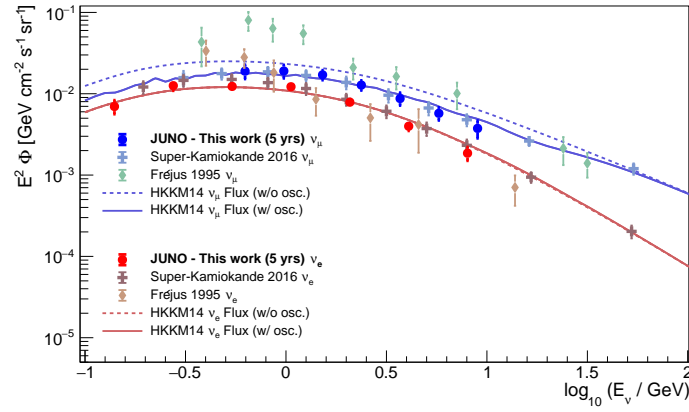 E² Φ [GeV cm⁻² s⁻¹ sr⁻¹]
10⁻¹
10⁻²
10⁻³
10⁻⁴
10⁻⁵
JUNO - This work (5 yrs) ν_μ
Super-Kamiokande 2016 ν_μ
Fréjus 1995 ν_μ
HKKM14 ν_μ Flux (w/o osc.)
HKKM14 ν_μ Flux (w/ osc.)
JUNO - This work (5 yrs) ν_e
Super-Kamiokande 2016 ν_e
Fréjus 1995 ν_e
HKKM14 ν_e Flux (w/o osc.)
HKKM14 ν_e Flux (w/ osc.)
−1 −0.5 0 0.5 1 1.5 2
log₁₀ (E_ν / GeV)